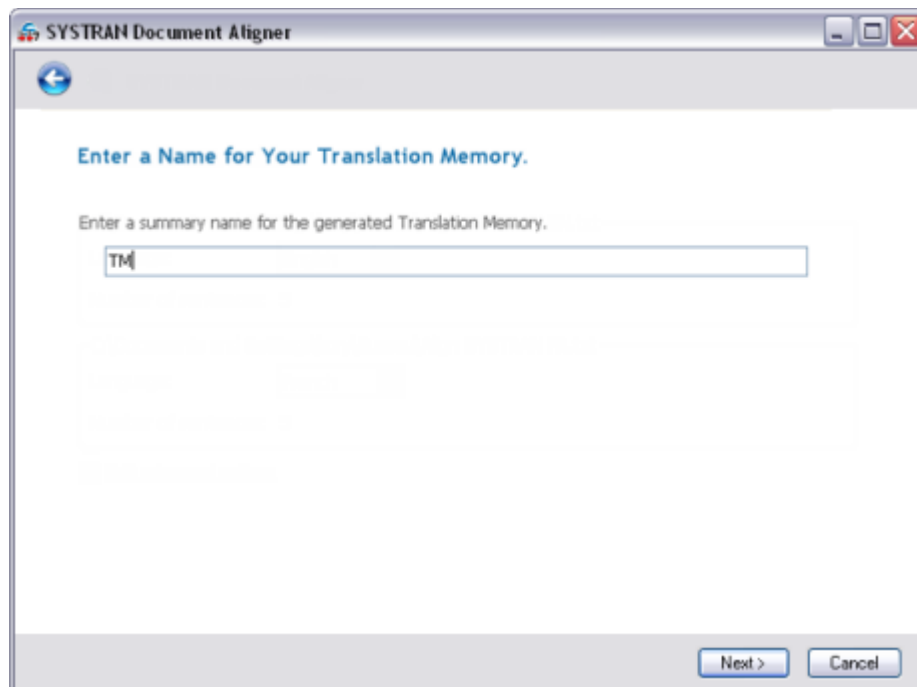 SYSTRAN Document Aligner
Enter a Name for Your Translation Memory.
Enter a summary name for the generated Translation Memory.
TM
Next >
Cancel